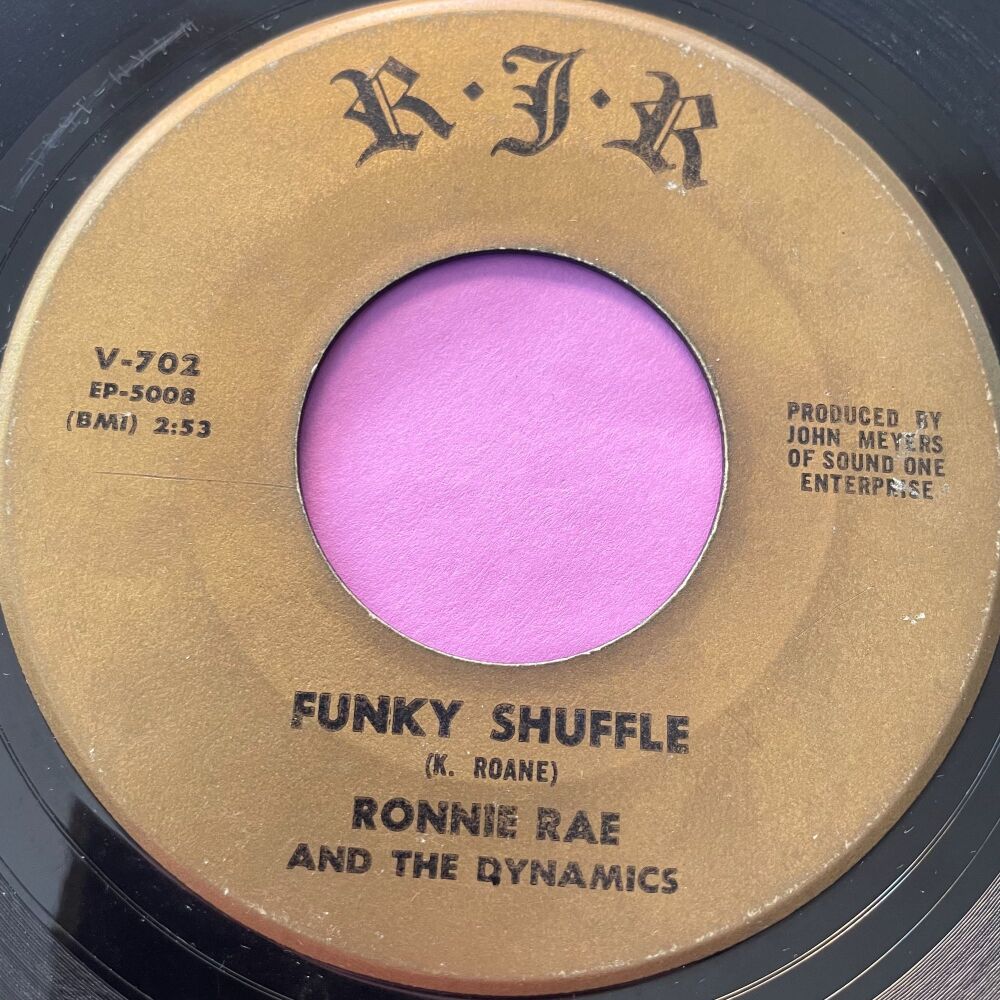 R·J·R
V-702
EP-5008
(BMI) 2:53
PRODUCED BY
JOHN MEYERS
OF SOUND ONE
ENTERPRISE
FUNKY SHUFFLE
(K. ROANE)
RONNIE RAE
AND THE DYNAMICS